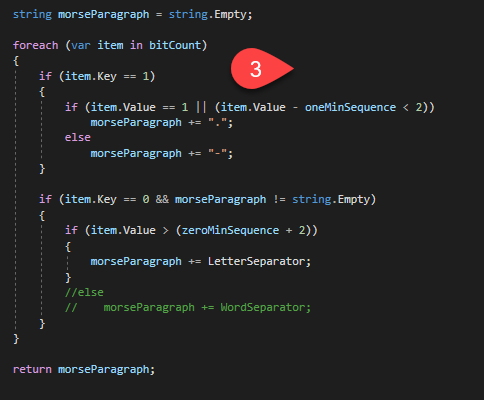 string morseParagraph = string.Empty;
foreach (var item in bitCount)
3
{
if (item.Key == 1)
{
if (item.Value == 1 || (item.Value - oneMinSequence < 2))
morseParagraph += ".";
else
morseParagraph += "-";
}
if (item.Key == 0 && morseParagraph != string.Empty)
{
if (item.Value > (zeroMinSequence + 2))
{
morseParagraph += LetterSeparator;
}
//else
//    morseParagraph += WordSeparator;
}
}
return morseParagraph;